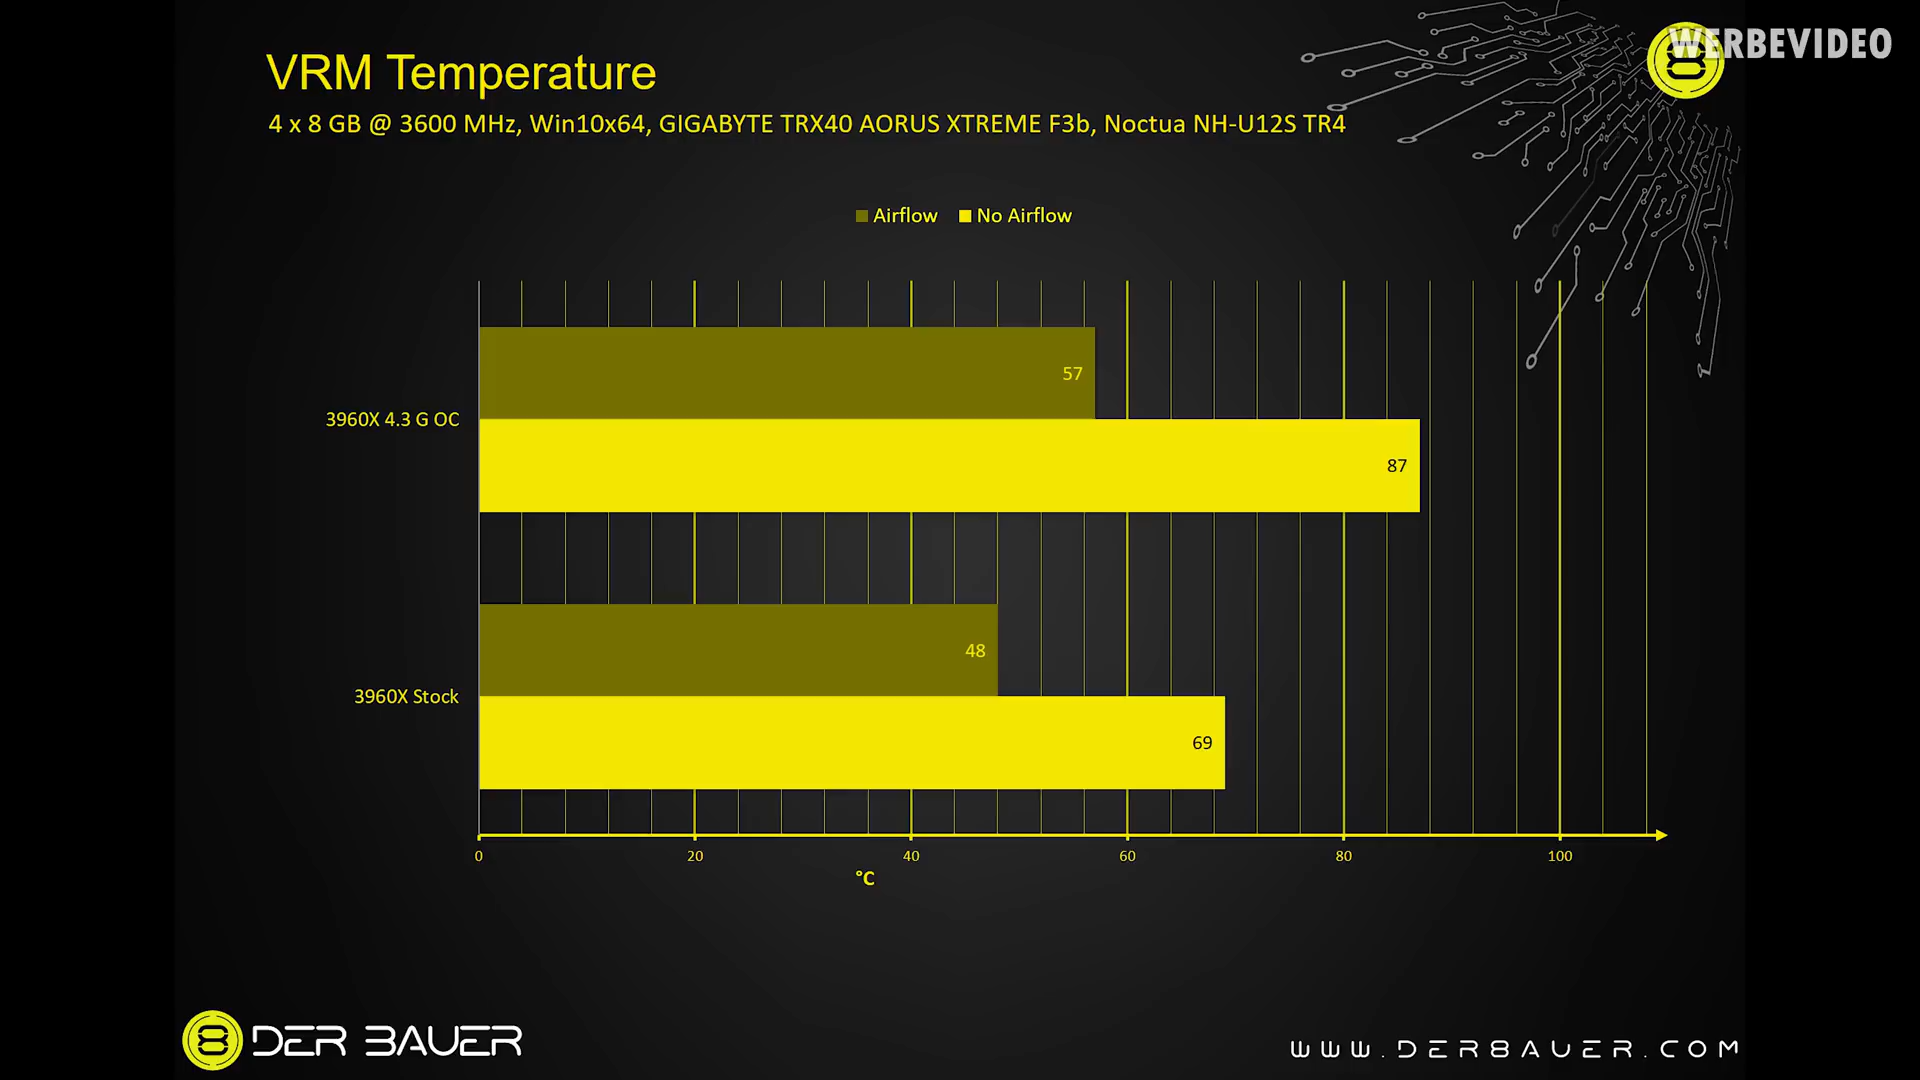 WERBEVIDEO
VRM Temperature
4 x 8 GB @ 3600 MHz, Win10x64, GIGABYTE TRX40 AORUS XTREME F3b, Noctua NH-U12S TR4
Airflow No Airflow
57
3960X 4.3 G OC
87
48
3960X Stock
69
0 20 40 60 80 100
°C
DER 8AUER
WWW.DER8AUER.COM